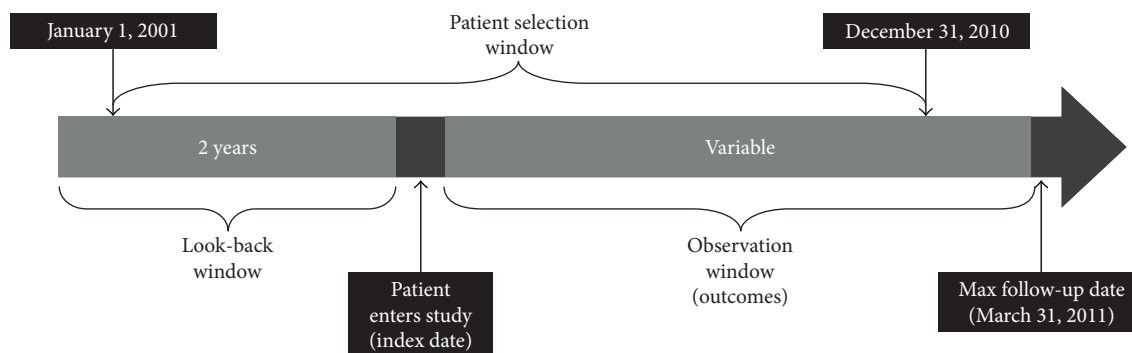 January 1, 2001
Patient selection
window
December 31, 2010
2 years
Variable
Look-back
window
Patient
enters study
(index date)
Observation
window
(outcomes)
Max follow-up date
(March 31, 2011)